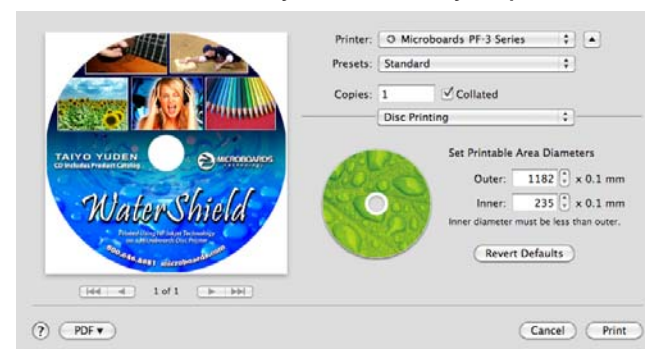 Printer: Microboards PF-3 Series
Presets: Standard
Copies: 1 Collated
Disc Printing
TAIYO YUDEN
CD Includes Product Catalog
MICROBOARDS
Technology
WaterShield
Printed Using HP Inkjet Technology
on a Microboards Disc Printer
800.646.8881 microboards.com
Set Printable Area Diameters
Outer: 1182 x 0.1 mm
Inner: 235 x 0.1 mm
Inner diameter must be less than outer.
Revert Defaults
1 of 1
? PDF ▼
Cancel Print